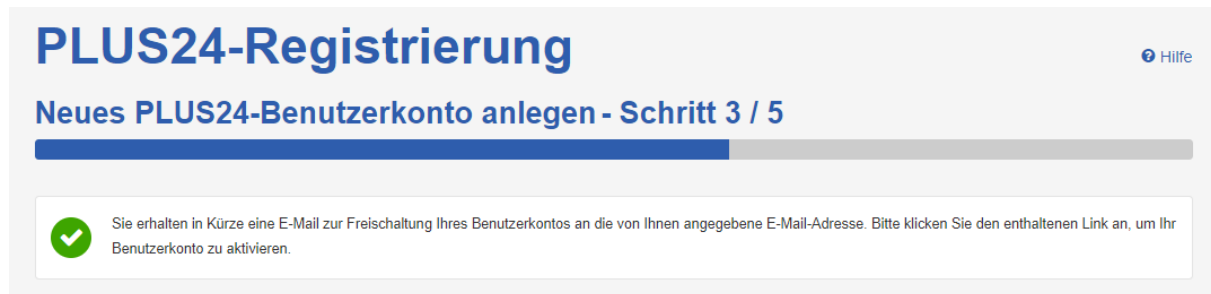 PLUS24-Registrierung
Hilfe
Neues PLUS24-Benutzerkonto anlegen - Schritt 3 / 5
Sie erhalten in Kürze eine E-Mail zur Freischaltung Ihres Benutzerkontos an die von Ihnen angegebene E-Mail-Adresse. Bitte klicken Sie den enthaltenen Link an, um Ihr
Benutzerkonto zu aktivieren.